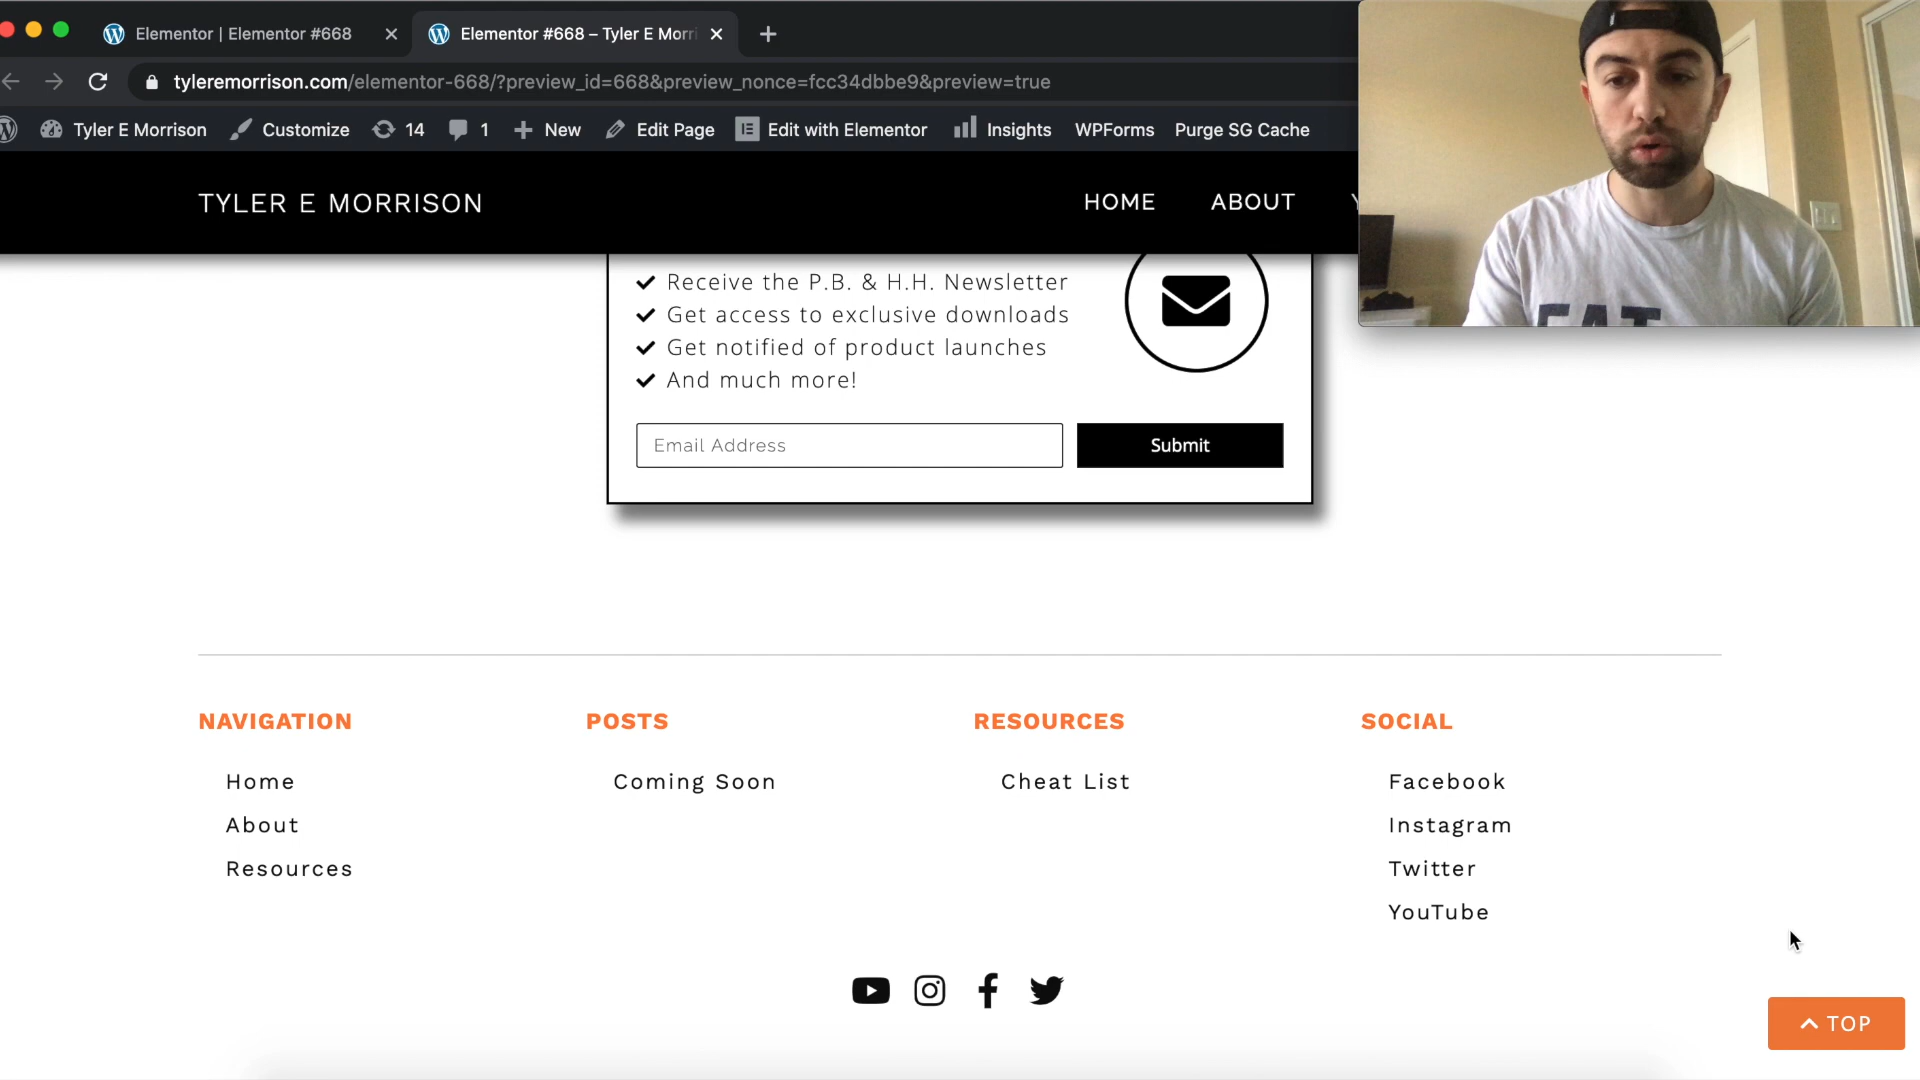 Elementor | Elementor #668
Elementor #668 – Tyler E Morri
tyleremorrison.com/elementor-668/?preview_id=668&preview_nonce=fcc34dbbe9&preview=true
Tyler E Morrison Customize 14 1 New Edit Page Edit with Elementor Insights WPForms Purge SG Cache
TYLER E MORRISON HOME ABOUT
Receive the P.B. & H.H. Newsletter
Get access to exclusive downloads
Get notified of product launches
And much more!
Email Address Submit
NAVIGATION POSTS RESOURCES SOCIAL
Home Coming Soon Cheat List Facebook
About Instagram
Resources Twitter
YouTube
TOP